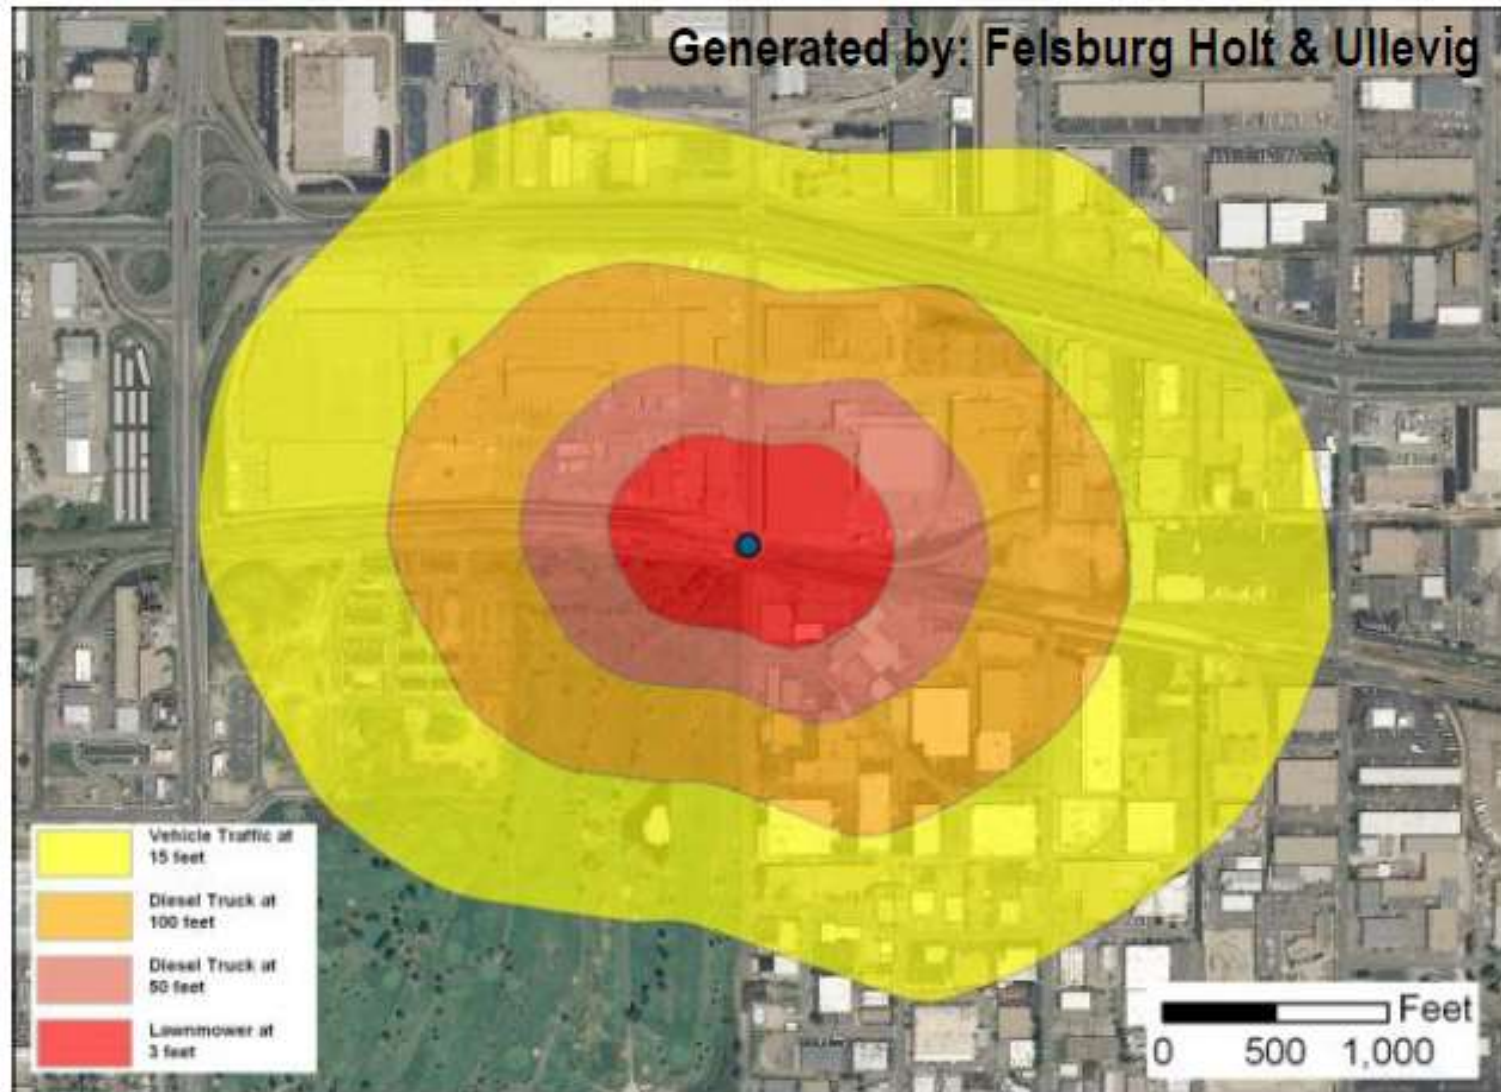 Generated by: Felsburg Holt & Ullevig
Vehicle Traffic at
15 feet
Diesel Truck at
100 feet
Diesel Truck at
50 feet
Lawnmower at
3 feet
Feet
0 500 1,000